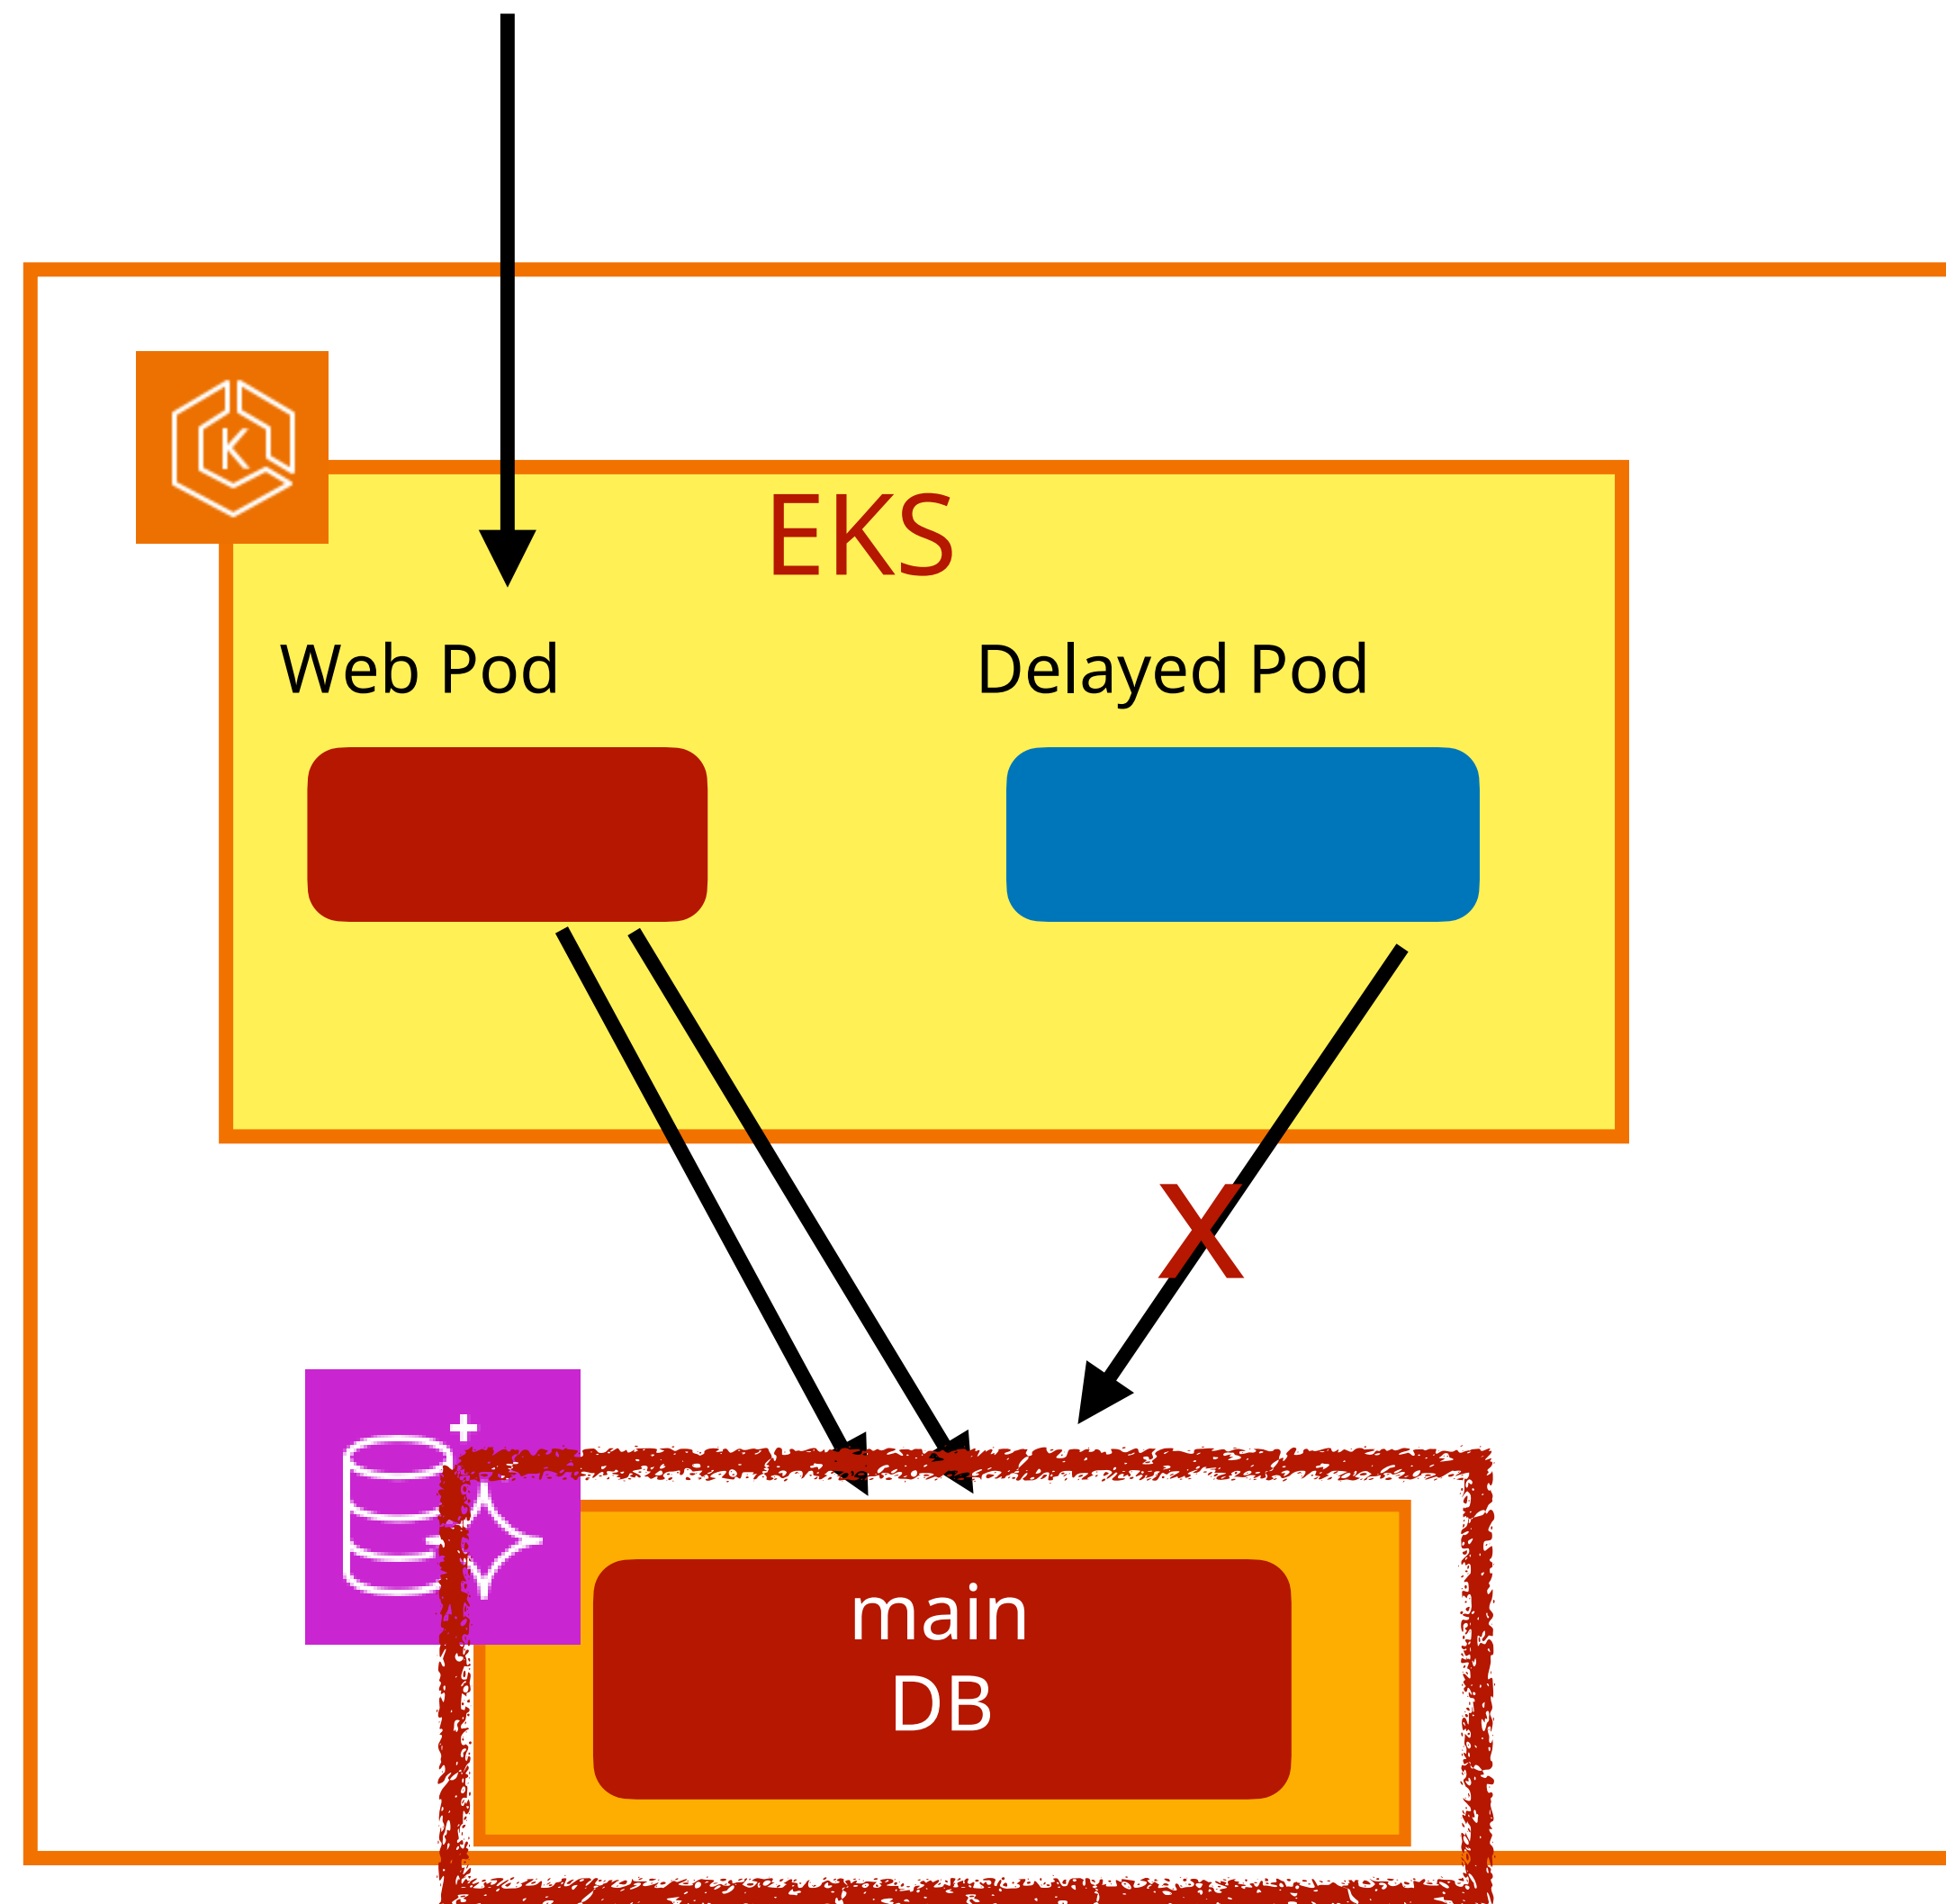 K
EKS
Web Pod
Delayed Pod
X
main
DB